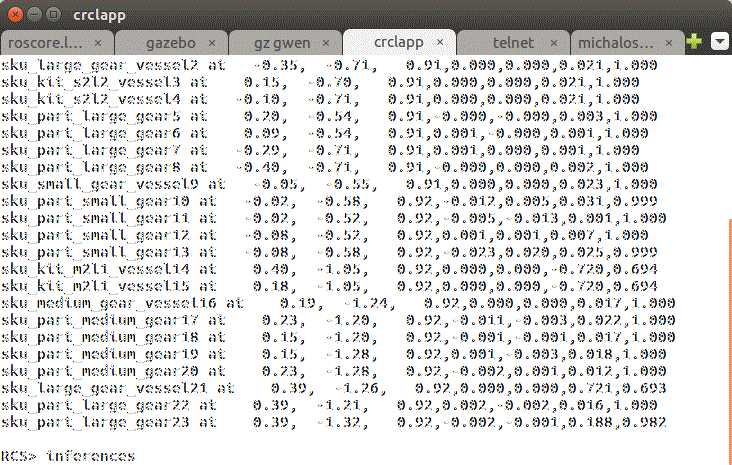 crclapp
roscore.l... × gazebo × gz gwen × crclapp × telnet × michalos... ×
sku_large_gear_vessel2 at -0.35, -0.71, 0.91,0.000,0.000,0.021,1.000
sku_kit_s2l2_vessel3 at 0.15, -0.70, 0.91,0.000,0.000,0.021,1.000
sku_kit_s2l2_vessel4 at -0.10, -0.71, 0.91,0.000,0.000,0.021,1.000
sku_part_large_gear5 at 0.20, -0.54, 0.91,-0.000,-0.000,0.003,1.000
sku_part_large_gear6 at 0.09, -0.54, 0.91,0.001,-0.000,0.001,1.000
sku_part_large_gear7 at -0.29, -0.71, 0.91,0.001,0.000,0.001,1.000
sku_part_large_gear8 at -0.40, -0.71, 0.91,-0.000,0.000,0.002,1.000
sku_small_gear_vessel9 at -0.05, -0.55, 0.91,0.000,0.000,0.023,1.000
sku_part_small_gear10 at -0.02, -0.58, 0.92,-0.012,0.005,0.031,0.999
sku_part_small_gear11 at -0.02, -0.52, 0.92,-0.005,-0.013,0.001,1.000
sku_part_small_gear12 at -0.08, -0.52, 0.92,0.001,0.001,0.007,1.000
sku_part_small_gear13 at -0.08, -0.58, 0.92,-0.023,0.020,0.025,0.999
sku_kit_m2l1_vessel14 at 0.40, -1.05, 0.92,0.000,0.000,-0.720,0.694
sku_kit_m2l1_vessel15 at 0.18, -1.05, 0.92,0.000,0.000,-0.720,0.694
sku_medium_gear_vessel16 at 0.19, -1.24, 0.92,0.000,0.000,0.017,1.000
sku_part_medium_gear17 at 0.23, -1.20, 0.92,-0.011,-0.003,0.022,1.000
sku_part_medium_gear18 at 0.15, -1.20, 0.92,-0.001,-0.001,0.017,1.000
sku_part_medium_gear19 at 0.15, -1.28, 0.92,0.001,-0.003,0.018,1.000
sku_part_medium_gear20 at 0.23, -1.28, 0.92,-0.002,0.001,0.012,1.000
sku_large_gear_vessel21 at 0.39, -1.26, 0.92,0.000,0.000,0.721,0.693
sku_part_large_gear22 at 0.39, -1.21, 0.92,-0.002,-0.002,0.016,1.000
sku_part_large_gear23 at 0.39, -1.32, 0.92,-0.002,-0.001,0.188,0.982
RCS> inferences